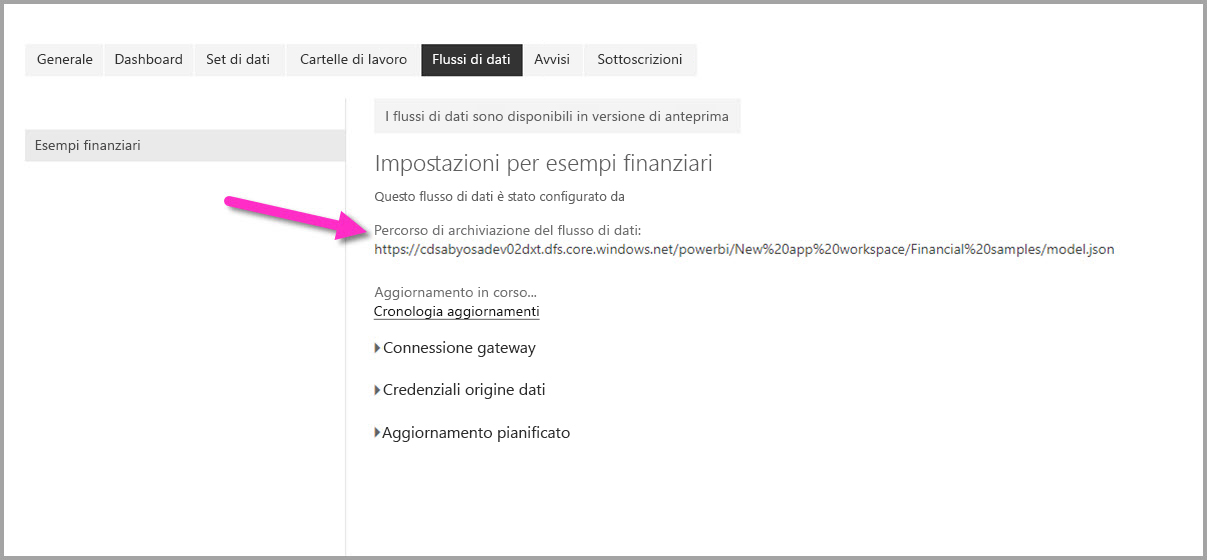 Generale Dashboard Set di dati Cartelle di lavoro Flussi di dati Avvisi Sottoscrizioni
I flussi di dati sono disponibili in versione di anteprima
Esempi finanziari
Impostazioni per esempi finanziari
Questo flusso di dati è stato configurato da
Percorso di archiviazione del flusso di dati:
https://cdsabyosadev02dxt.dfs.core.windows.net/powerbi/New%20app%20workspace/Financial%20samples/model.json
Aggiornamento in corso...
Cronologia aggiornamenti
Connessione gateway
Credenziali origine dati
Aggiornamento pianificato